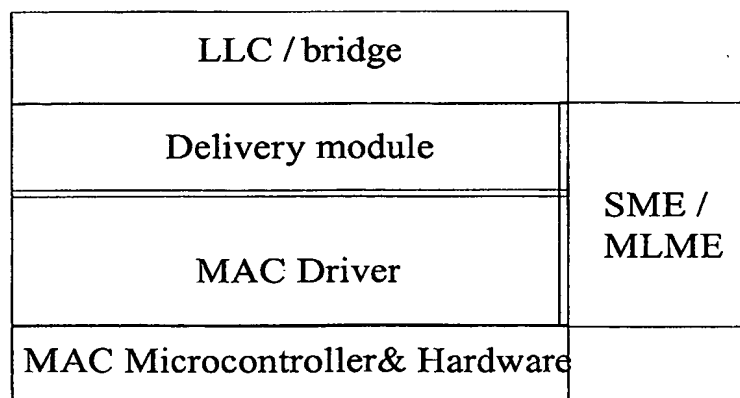 LLC / bridge
Delivery module
SME /
MLME
MAC Driver
MAC Microcontroller& Hardware